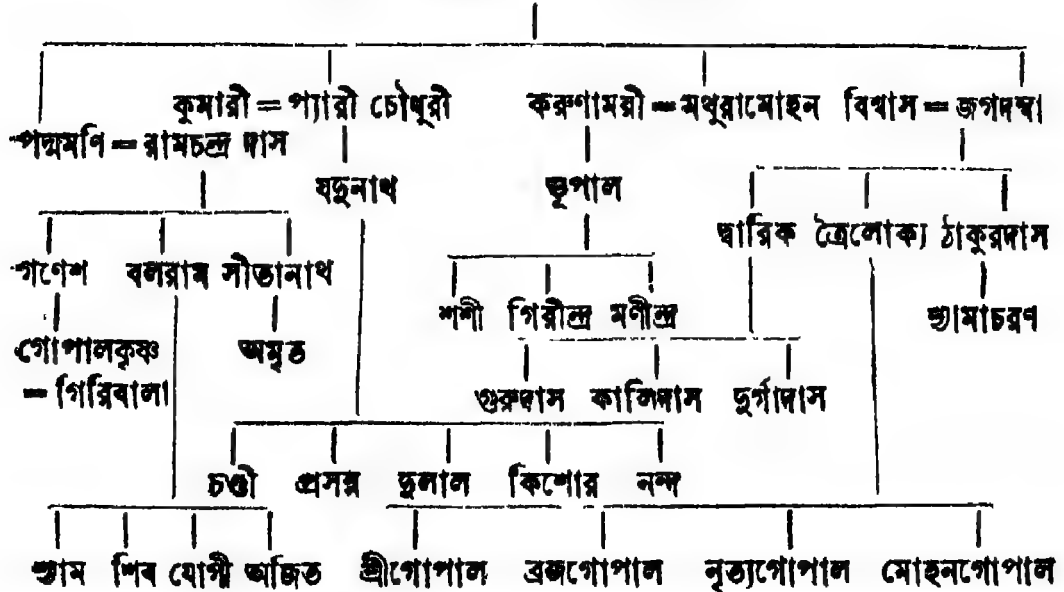 কুমারী = প্যারী চৌধুরী করুণাময়ী = মথুরামোহন বিশ্বাস = জগদম্বা
পদ্মমণি = রামচন্দ্র দাস
যদুনাথ ভূপাল
দ্বারিক ত্রৈলোক্য ঠাকুরদাস
গণেশ বলরাম সীতানাথ
শশী গিরীন্দ্র মণীন্দ্র শ্যামাচরণ
গোপালকৃষ্ণ অমৃত
= গিরিবালা গুরুদাস কালিদাস দুর্গাদাস
চণ্ডী প্রসন্ন দুলাল কিশোর নন্দ
শ্যাম শিব যোগী অজিত শ্রীগোপাল ব্রজগোপাল নৃত্যগোপাল মোহনগোপাল